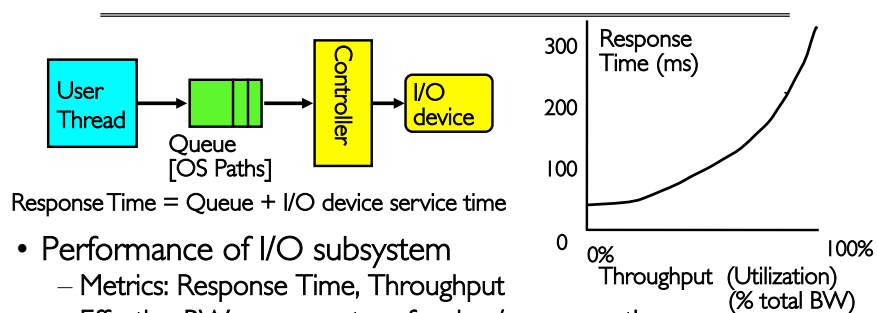 User
Thread
Queue
[OS Paths]
Controller
I/O
device
Response Time = Queue + I/O device service time
300
200
100
0
Response
Time (ms)
0%
100%
Throughput (Utilization)
(% total BW)
• Performance of I/O subsystem
– Metrics: Response Time, Throughput